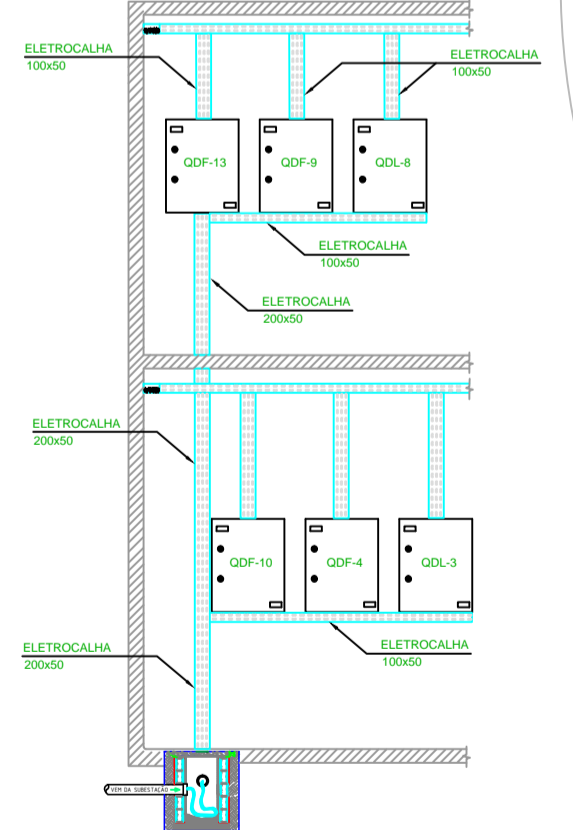 ELETROCALHA
100x50
ELETROCALHA
100x50
QDF-13
QDF-9
QDL-8
ELETROCALHA
100x50
ELETROCALHA
200x50
ELETROCALHA
200x50
QDF-10
QDF-4
QDL-3
ELETROCALHA
100x50
ELETROCALHA
200x50
VEM DA SUBESTAÇÃO